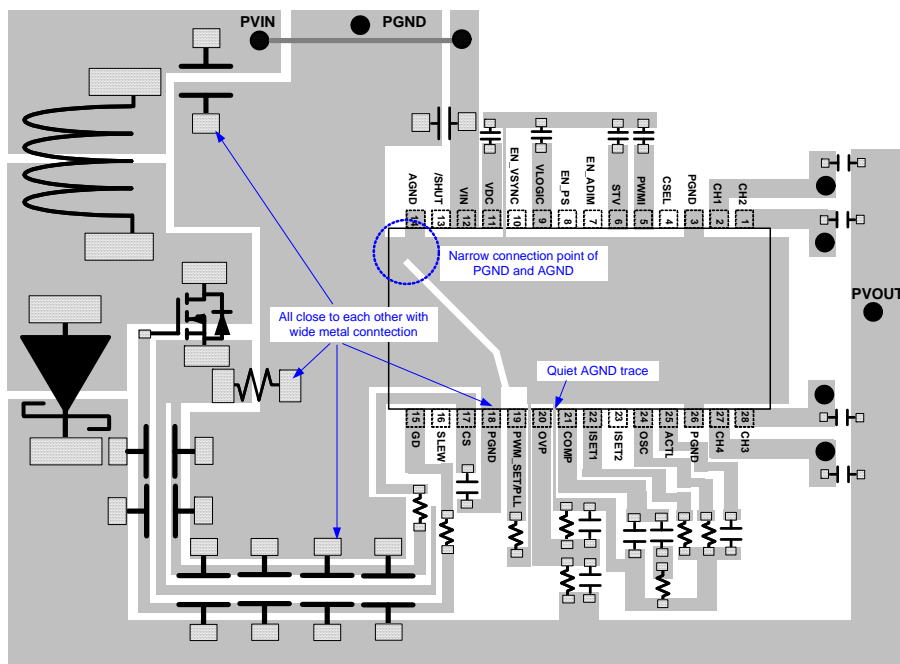 PVIN
PGND
AGND
/SHUT
VIN
VDC
EN_VSYNC
VLOGIC
EN_PS
EN_ADIM
STV
PWMI
CSEL
PGND
CH1
CH2
14
13
12
11
10
9
8
7
6
5
4
3
2
1
Narrow connection point of
PGND and AGND
PVOUT
All close to each other with
wide metal conntection
Quiet AGND trace
15
16
17
18
19
20
21
22
23
24
25
26
27
28
GD
SLEW
CS
PGND
PWM_SET/PLL
OVP
COMP
ISET1
ISET2
OSC
ACTL
PGND
CH4
CH3